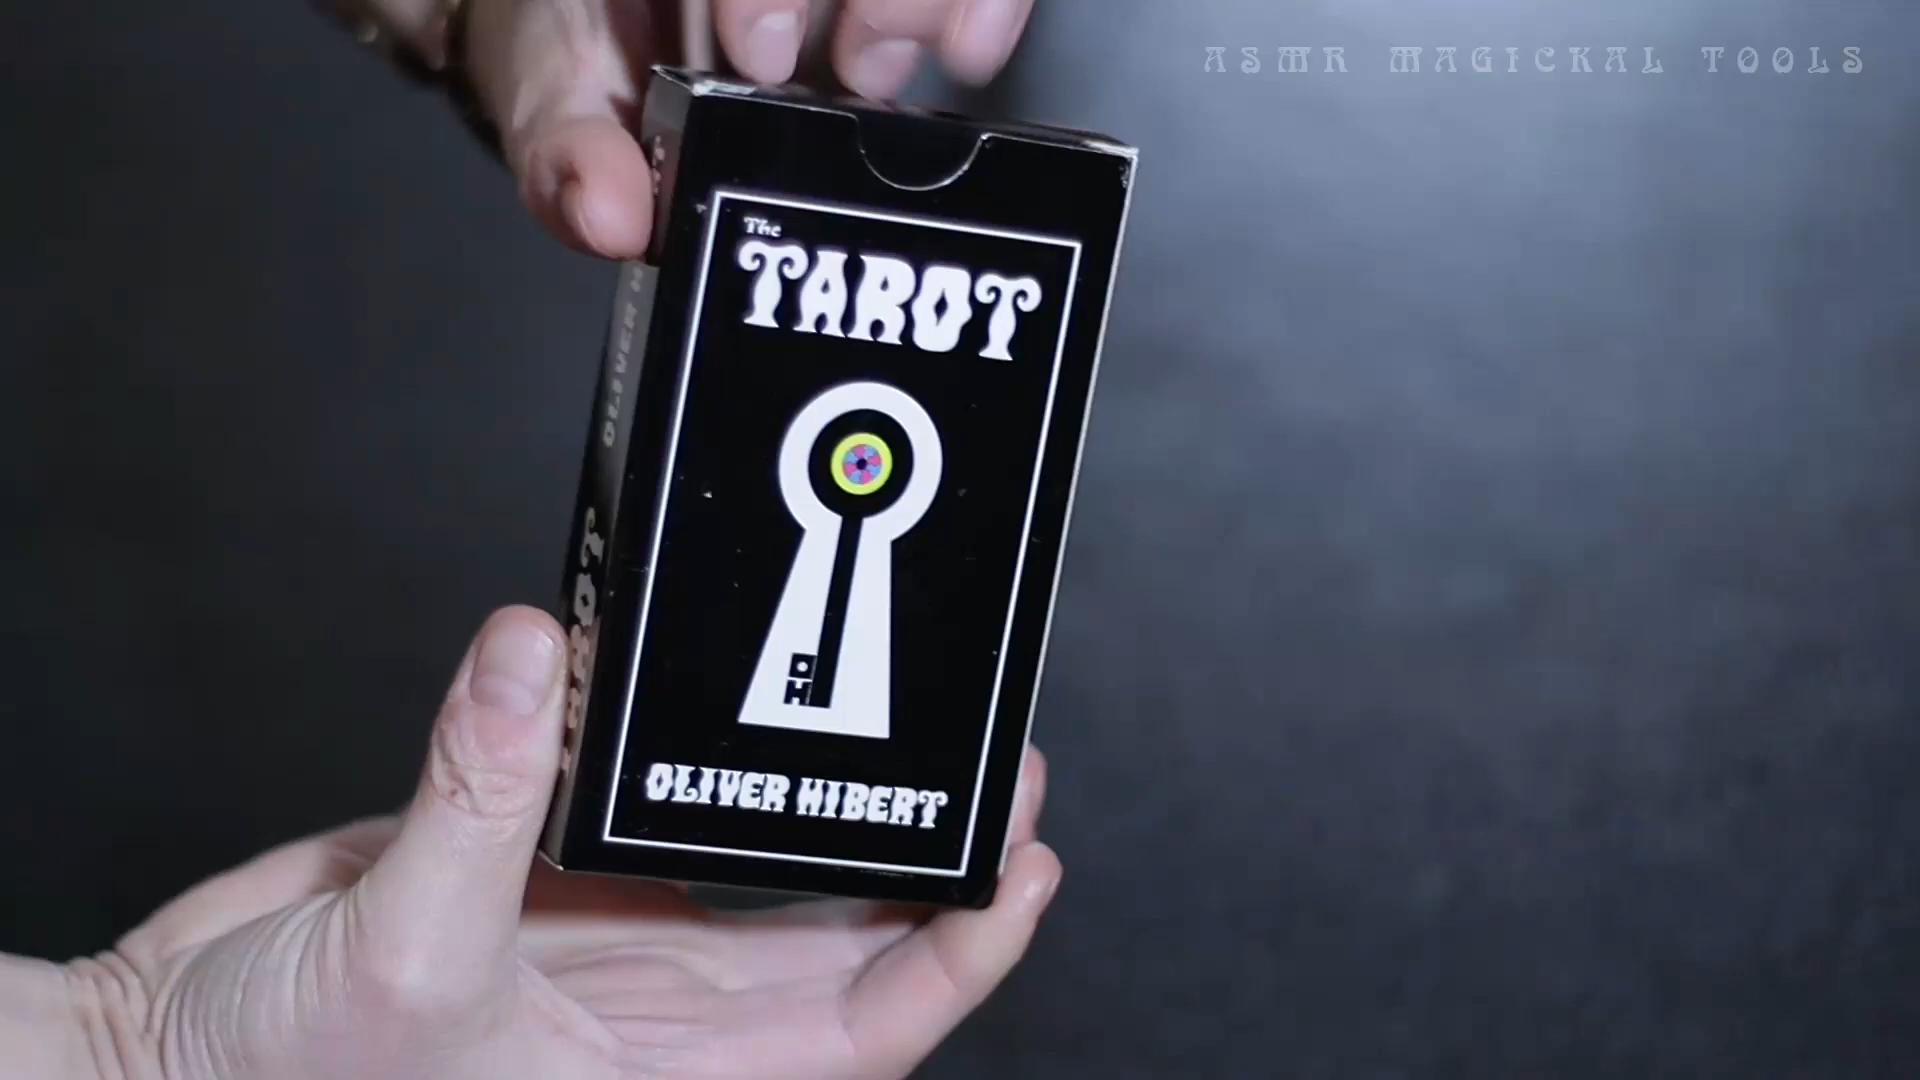 ASMR MAGICKAL TOOLS
The
TAROT
OH
OLIVER HIBERT
TAROT
OLIVER H